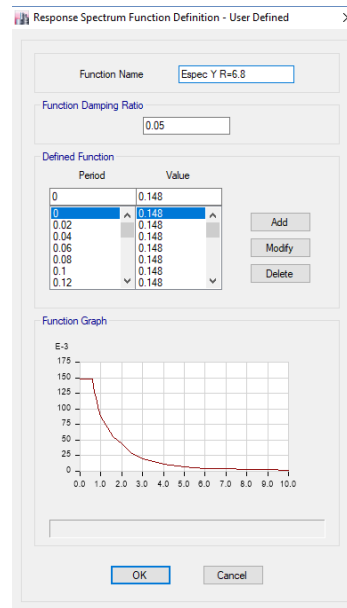 Response Spectrum Function Definition - User Defined
Function Name Espec Y R=6.8
Function Damping Ratio
0.05
Defined Function
Period Value
0 0.148
0 0.148
0.02 0.148
0.04 0.148
0.06 0.148
0.08 0.148
0.1 0.148
0.12 0.148
Add
Modify
Delete
Function Graph
E-3
175
150
125
100
75
50
25
0
0.0 1.0 2.0 3.0 4.0 5.0 6.0 7.0 8.0 9.0 10.0
OK Cancel